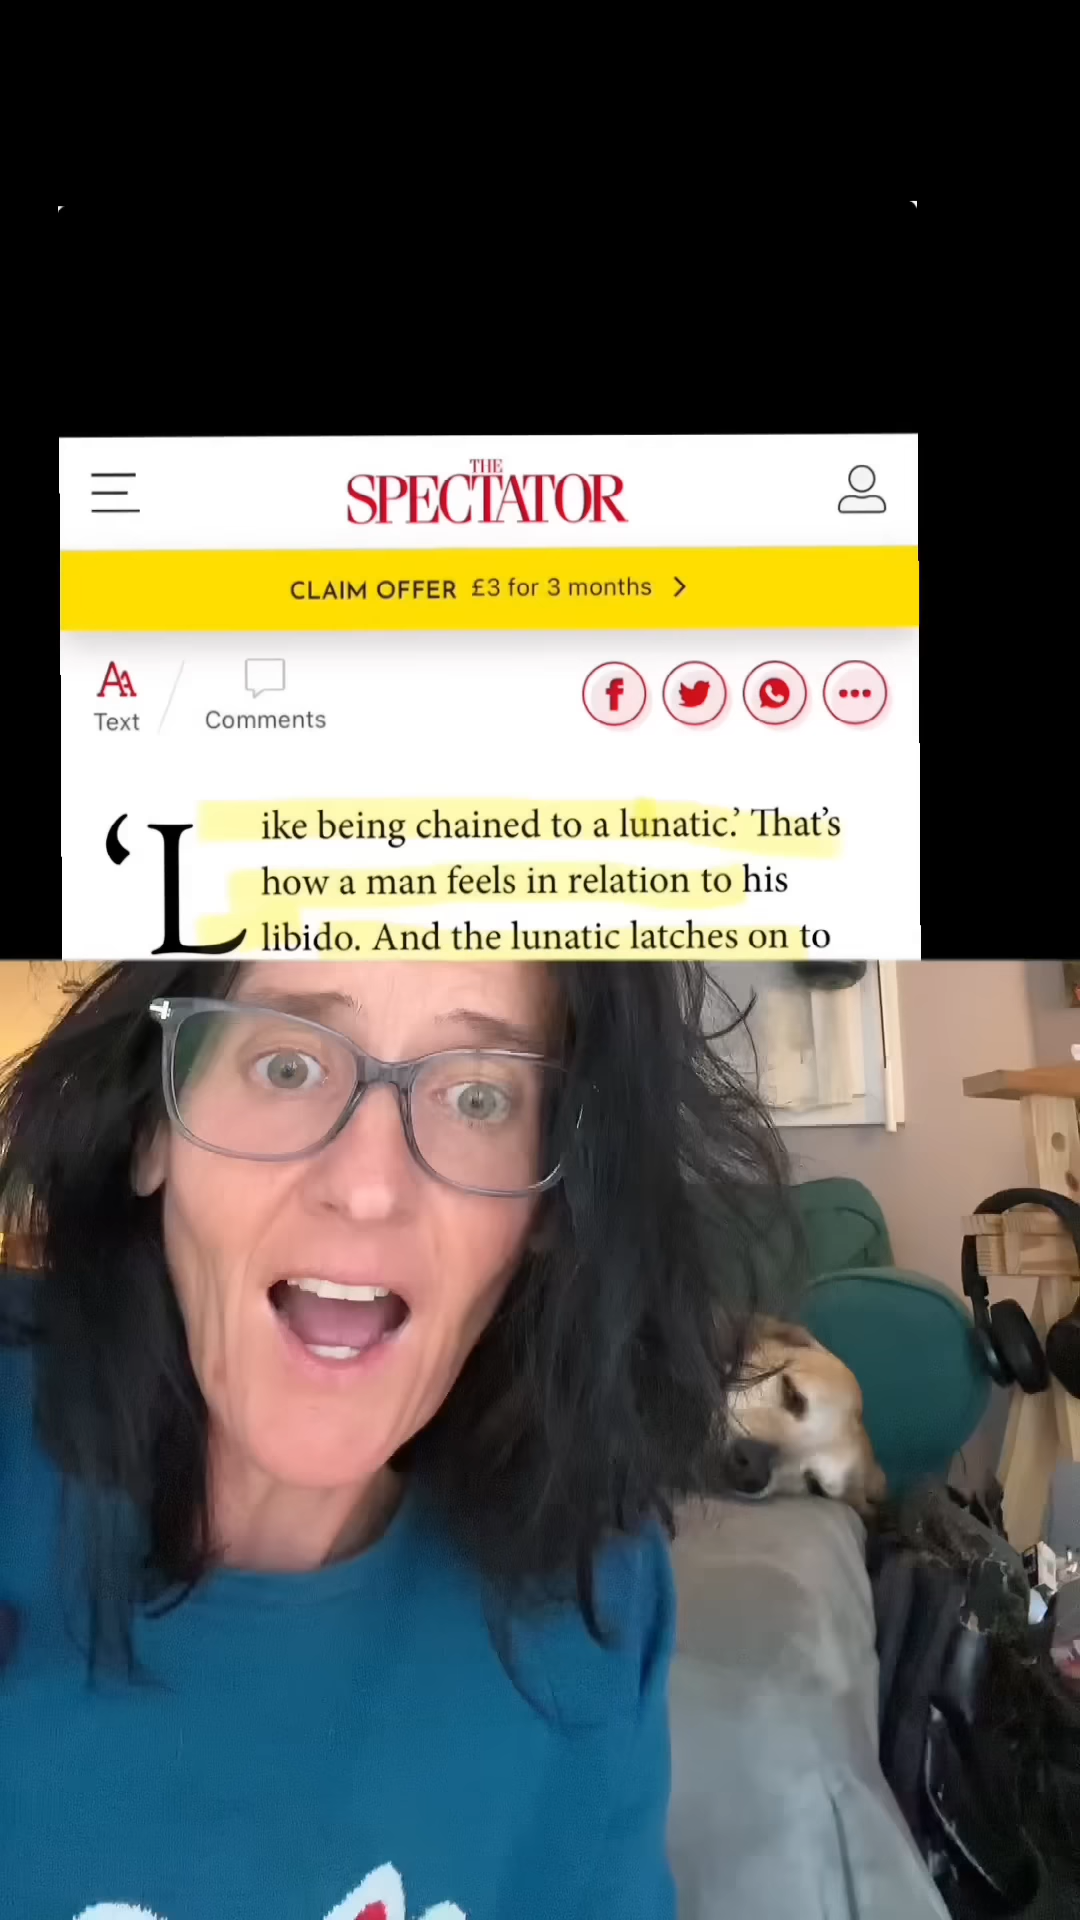 THE
SPECTATOR
CLAIM OFFER £3 for 3 months
Text
Comments
‘Like being chained to a lunatic.’ That’s
how a man feels in relation to his
libido. And the lunatic latches on to